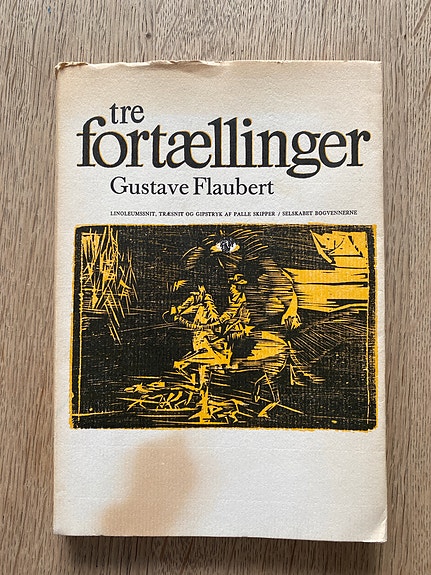 tre
fortællinger
Gustave Flaubert
LINOLEUMSSNIT, TRÆSNIT OG GIPSTRYK AF PALLE SKIPPER / SELSKABET BOGVENNERNE